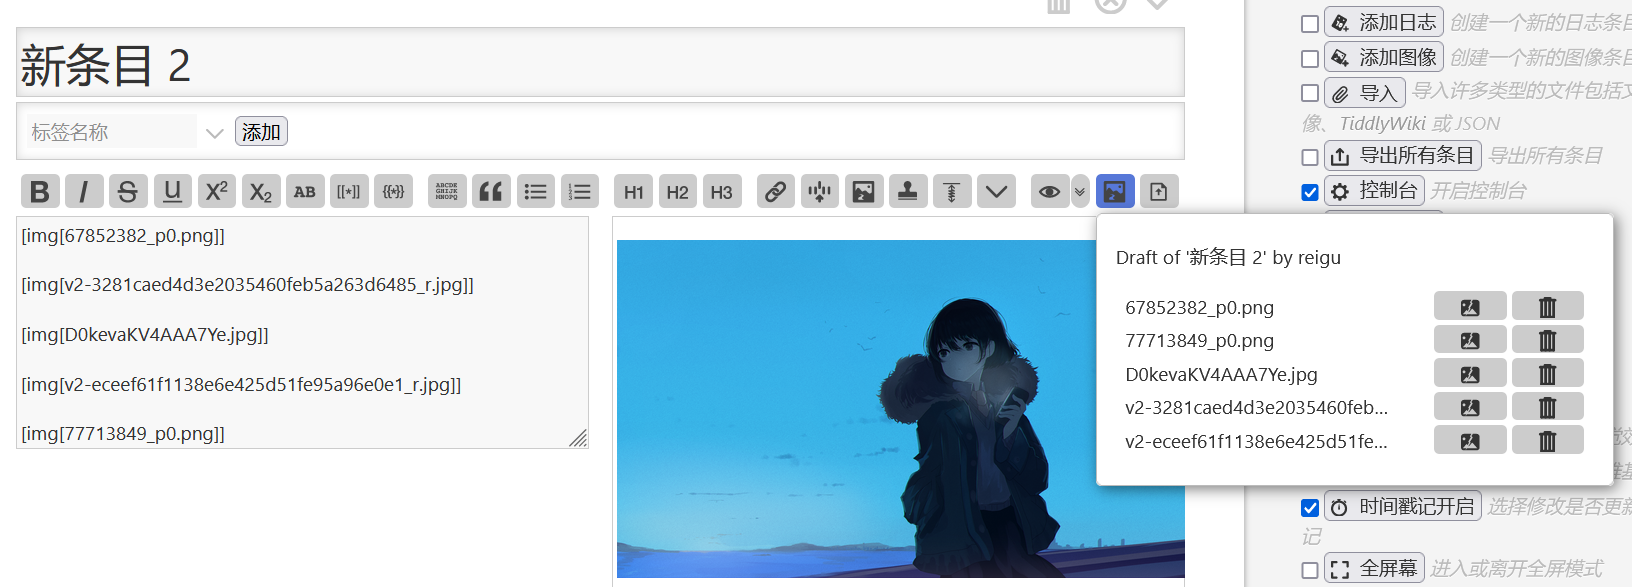 新条目 2
标签名称
添加
B I S U X² X₂ AB [[*]] {{*}} ABCDE GHIJK LMNOPQ H1 H2 H3
[img[67852382_p0.png]]
[img[v2-3281caed4d3e2035460feb5a263d6485_r.jpg]]
[img[D0kevaKV4AAA7Ye.jpg]]
[img[v2-eceef61f1138e6e425d51fe95a96e0e1_r.jpg]]
[img[77713849_p0.png]]
Draft of '新条目 2' by reigu
67852382_p0.png
77713849_p0.png
D0kevaKV4AAA7Ye.jpg
v2-3281caed4d3e2035460feb...
v2-eceef61f1138e6e425d51fe...
添加日志 创建一个新的日志条目
添加图像 创建一个新的图像条目
导入 导入许多类型的文件包括文
像、TiddlyWiki 或 JSON
导出所有条目 导出所有条目
控制台 开启控制台
时间戳记开启 选择修改是否更新
记
全屏幕 进入或离开全屏模式